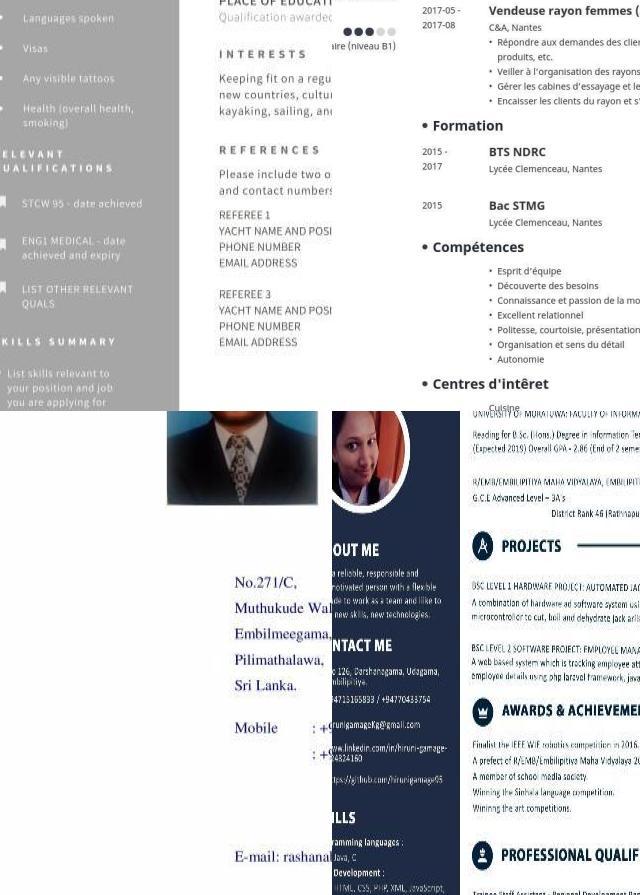 Languages spoken
Visas
Any visible tattoos
Health (overall health,
smoking)
ELEVANT
UALIFICATIONS
STCW 95 - date achieved
ENG1 MEDICAL - date
achieved and expiry
LIST OTHER RELEVANT
QUALS
KILLS SUMMARY
List skills relevant to
your position and job
you are applying for
PLACE OF EDUCATI
Qualification awarded
INTERESTS
Keeping fit on a regu
new countries, cultur
kayaking, sailing, and
REFERENCES
Please include two o
and contact numbers
REFEREE 1
YACHT NAME AND POSI
PHONE NUMBER
EMAIL ADDRESS
REFEREE 3
YACHT NAME AND POSI
PHONE NUMBER
EMAIL ADDRESS
ire (niveau B1)
2017-05 -
2017-08
Vendeuse rayon femmes (
C&A, Nantes
• Répondre aux demandes des clien
produits, etc.
• Veiller à l'organisation des rayons
• Gérer les cabines d'essayage et le
• Encaisser les clients du rayon et s'
• Formation
2015 -
2017
BTS NDRC
Lycée Clemenceau, Nantes
2015
Bac STMG
Lycée Clemenceau, Nantes
• Compétences
• Esprit d'équipe
• Découverte des besoins
• Connaissance et passion de la mo
• Excellent relationnel
• Politesse, courtoisie, présentation
• Organisation et sens du détail
• Autonomie
• Centres d'intêret
Cuisine
No.271/C,
Muthukude Wal
Embilmeegama,
Pilimathalawa,
Sri Lanka.
Mobile : +9
: +9
E-mail: rashanal
OUT ME
a reliable, responsible and
motivated person with a flexible
de to work as a team and like to
new skills, new technologies.
NTACT ME
126, Darshanagama, Udagama,
mbilipitiya.
94713165833 / +94770433754
runigamageKg@gmail.com
ww.linkedin.com/in/hiruni-gamage-
24824160
ttps://github.com/hirunigamage95
LLS
ramming languages :
Java, C
Development :
HTML, CSS, PHP, XML, JavaScript,
UNIVERSITY OF MORATUWA: FACULTY OF INFORMA
Reading for B.Sc. (Hons.) Degree in Information Te
(Expected 2019) Overall GPA - 2.86 (End of 2 seme
R/EMB/EMBILIPITIYA MAHA VIDYALAYA, EMBILIPIT
G.C.E Advanced Level – 3A's
District Rank 46 (Rathnapu
PROJECTS
BSC LEVEL 1 HARDWARE PROJECT: AUTOMATED JAC
A combination of hardware ad software system usi
microcontroller to cut, boil and dehydrate jack arils
BSC LEVEL 2 SOFTWARE PROJECT: EMPLOYEE MANA
A web based system which is tracking employee att
employee details using php laravel framework, java
AWARDS & ACHIEVEME
Finalist the IEEE WIE robotics competition in 2016.
A prefect of R/EMB/Embilipitiya Maha Vidyalaya 20
A member of school media society.
Winning the Sinhala language competition.
Wininng the art competitions.
PROFESSIONAL QUALIF
Trainee Staff Assistant - Regional Development Ban